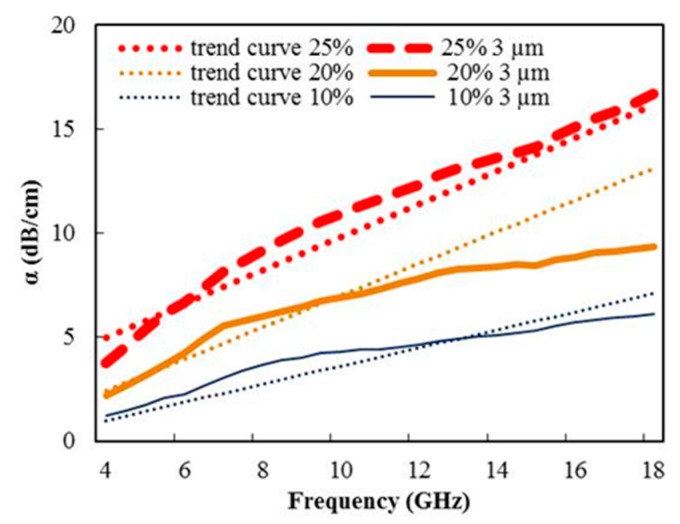 20
trend curve 25% 25% 3 µm
trend curve 20% 20% 3 µm
trend curve 10% 10% 3 µm
15
α (dB/cm)
10
5
0
4 6 8 10 12 14 16 18
Frequency (GHz)